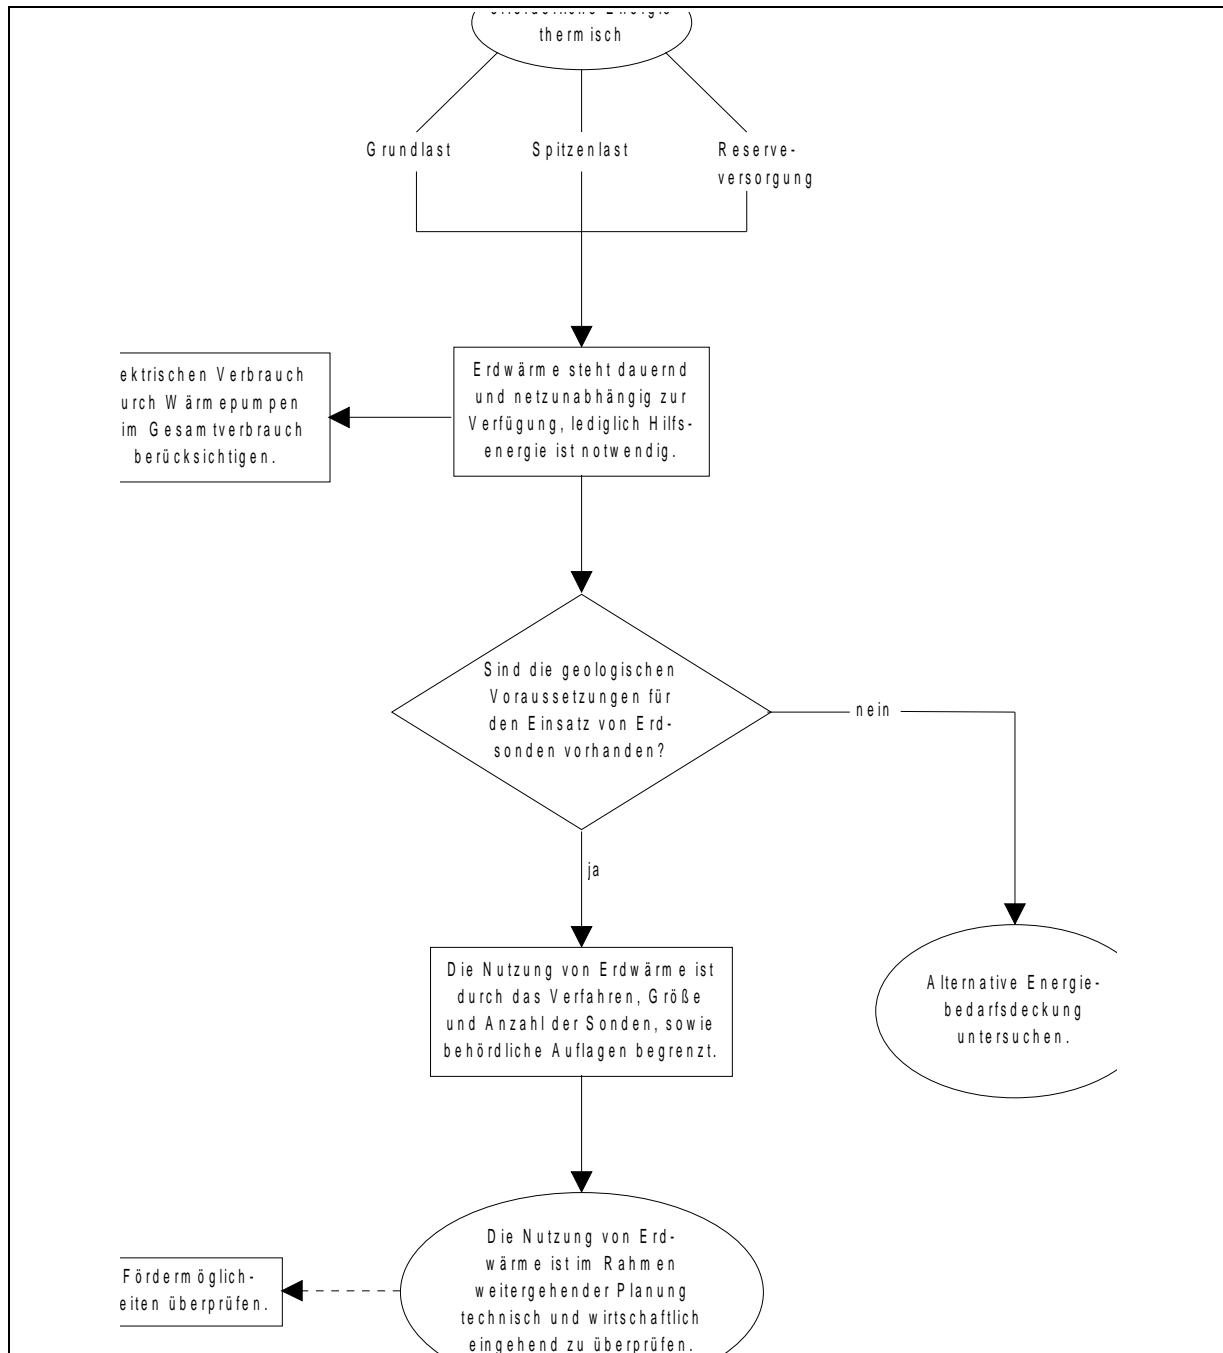 thermisch
Grundlast
Spitzenlast
Reserve-
versorgung
Erdwärme steht dauernd
und netzunabhängig zur
Verfügung, lediglich Hilfs-
energie ist notwendig.
ektrischen Verbrauch
urch Wärmepumpen
im Gesamtverbrauch
berücksichtigen.
Sind die geologischen
Voraussetzungen für
den Einsatz von Erd-
sonden vorhanden?
nein
ja
Die Nutzung von Erdwärme ist
durch das Verfahren, Größe
und Anzahl der Sonden, sowie
behördliche Auflagen begrenzt.
Alternative Energie-
bedarfsdeckung
untersuchen.
Die Nutzung von Erd-
wärme ist im Rahmen
weitergehender Planung
technisch und wirtschaftlich
eingehend zu überprüfen.
Fördermöglich-
eiten überprüfen.